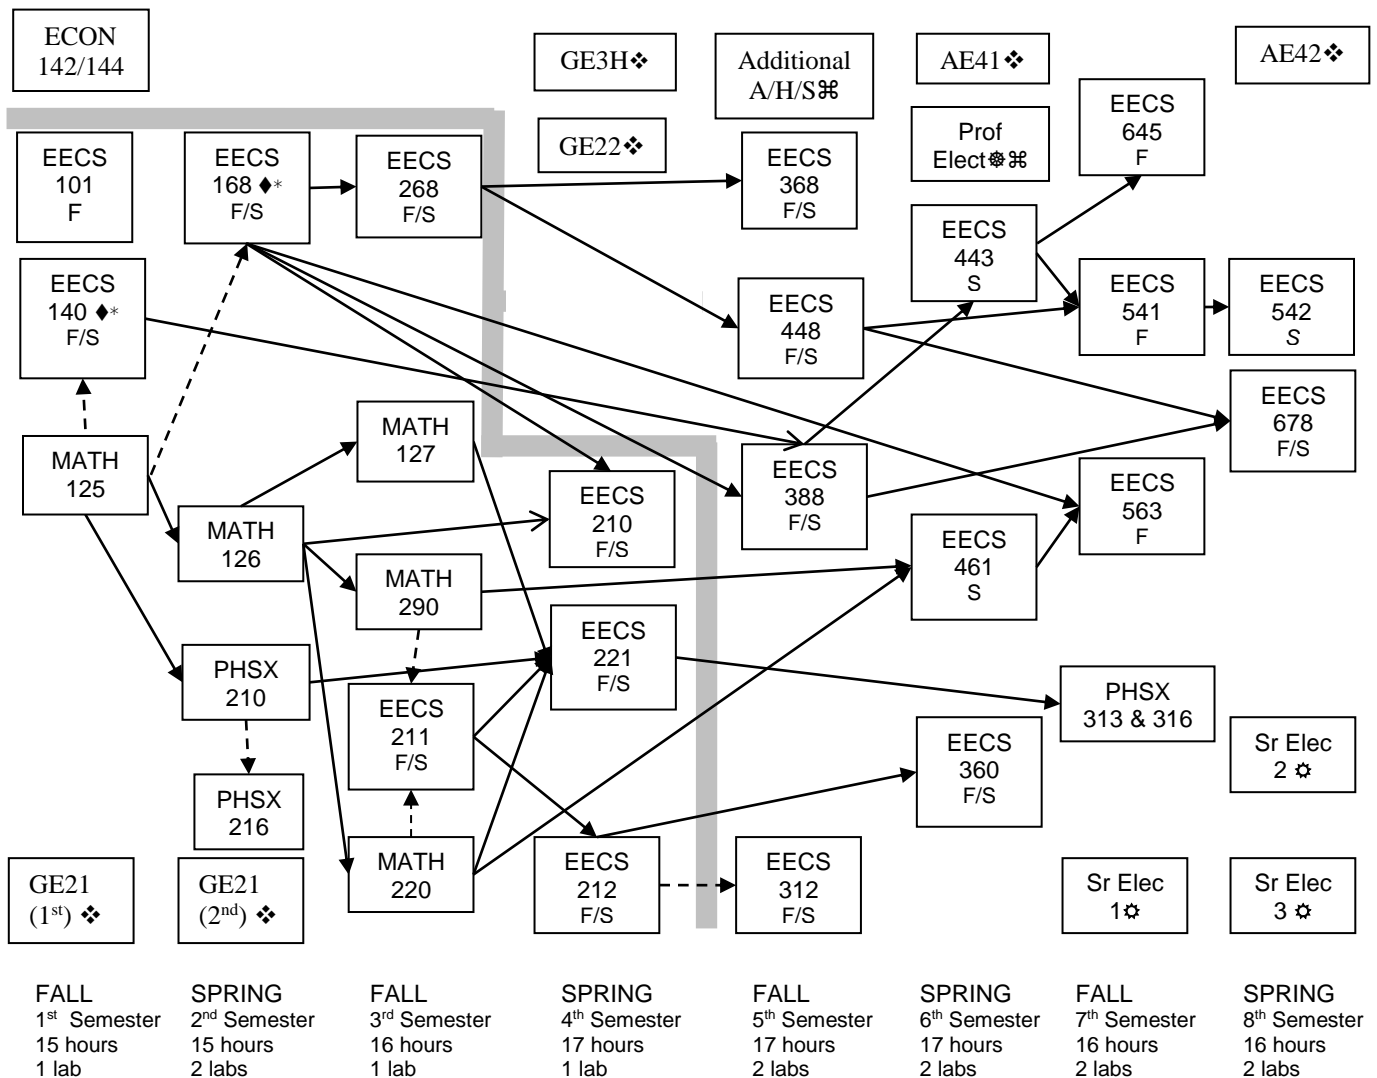 ECON
142/144
GE3H❖
Additional
A/H/S⌘
AE41❖
AE42❖
EECS
101
F
EECS
168 ♦*
F/S
EECS
268
F/S
GE22❖
EECS
368
F/S
Prof
Elect☸⌘
EECS
645
F
EECS
140 ♦*
F/S
EECS
448
F/S
EECS
443
S
EECS
541
F
EECS
542
S
MATH
125
MATH
126
MATH
127
EECS
210
F/S
EECS
388
F/S
EECS
678
F/S
EECS
563
F
MATH
290
EECS
461
S
PHSX
210
EECS
211
F/S
EECS
221
F/S
PHSX
313 & 316
PHSX
216
EECS
360
F/S
Sr Elec
2 ✡
GE21
(1st) ❖
GE21
(2nd) ❖
MATH
220
EECS
212
F/S
EECS
312
F/S
Sr Elec
1✡
Sr Elec
3 ✡
FALL
1st Semester
15 hours
1 lab
SPRING
2nd Semester
15 hours
2 labs
FALL
3rd Semester
16 hours
1 lab
SPRING
4th Semester
17 hours
1 lab
FALL
5th Semester
17 hours
2 labs
SPRING
6th Semester
17 hours
2 labs
FALL
7th Semester
16 hours
2 labs
SPRING
8th Semester
16 hours
2 labs